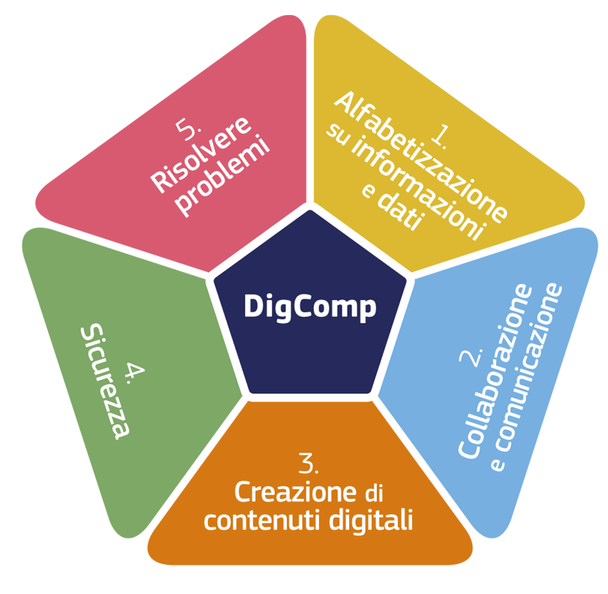 DigComp
1.
Alfabetizzazione
su informazioni
e dati
2.
Collaborazione
e comunicazione
3.
Creazione di
contenuti digitali
4.
Sicurezza
5.
Risolvere
problemi